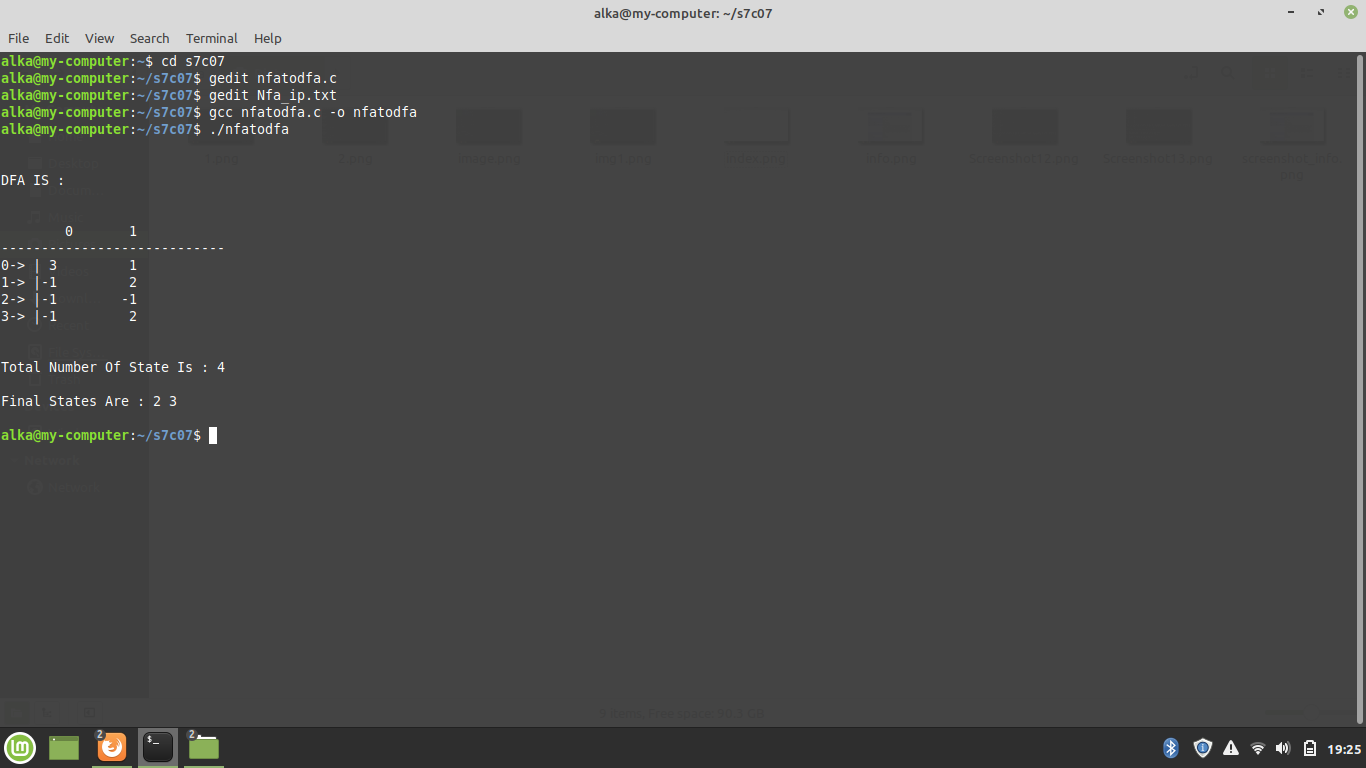 alka@my-computer: ~/s7c07
File Edit View Search Terminal Help
alka@my-computer:~$ cd s7c07
alka@my-computer:~/s7c07$ gedit nfatodfa.c
alka@my-computer:~/s7c07$ gedit Nfa_ip.txt
alka@my-computer:~/s7c07$ gcc nfatodfa.c -o nfatodfa
alka@my-computer:~/s7c07$ ./nfatodfa
DFA IS :
0 1
----------------------------
0-> | 3 1
1-> |-1 2
2-> |-1 -1
3-> |-1 2
Total Number Of State Is : 4
Final States Are : 2 3
alka@my-computer:~/s7c07$
2 $_ 2 19:25